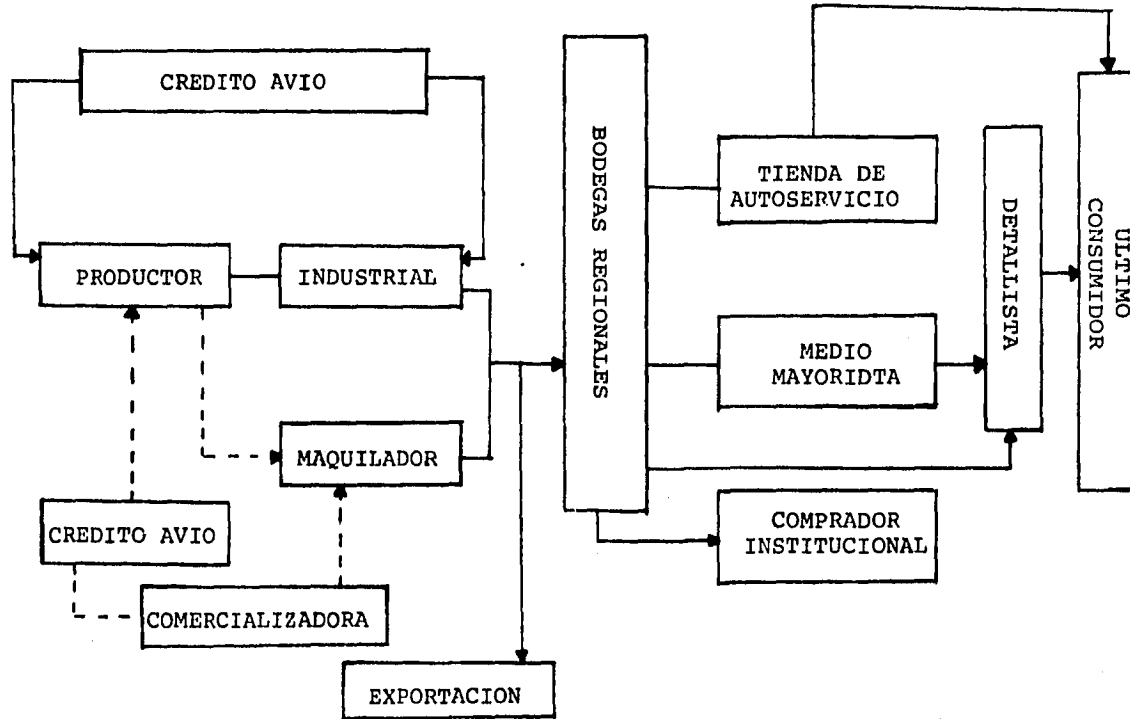 CREDITO AVIO
PRODUCTOR
INDUSTRIAL
MAQUILADOR
CREDITO AVIO
COMERCIALIZADORA
EXPORTACION
BODEGAS REGIONALES
TIENDA DE
AUTOSERVICIO
MEDIO
MAYORIDTA
COMPRADOR
INSTITUCIONAL
DETALLISTA
ULTIMO
CONSUMIDOR